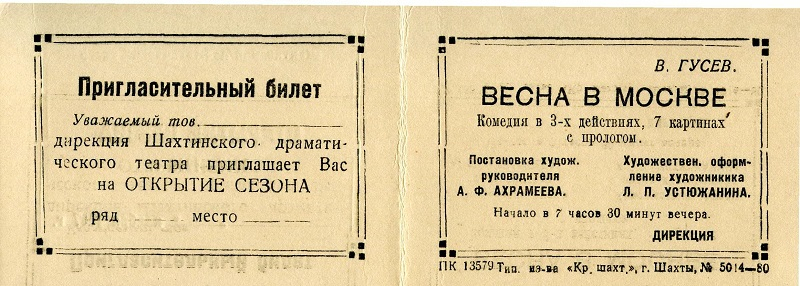 Пригласительный билет
Уважаемый тов.
дирекция Шахтинского драмати-
ческого театра приглашает Вас
на ОТКРЫТИЕ СЕЗОНА
ряд место
В. ГУСЕВ.
ВЕСНА В МОСКВЕ
Комедия в 3-х действиях, 7 картинах
с прологом.
Постановка худож.
руководителя
А. Ф. АХРАМЕЕВА.
Художествен. оформ-
ление художникика
Л. П. УСТЮЖАНИНА.
Начало в 7 часов 30 минут вечера.
ДИРЕКЦИЯ
ПК 13579 Тип. из-ва «Кр. шахт.», г. Шахты, № 5014—80